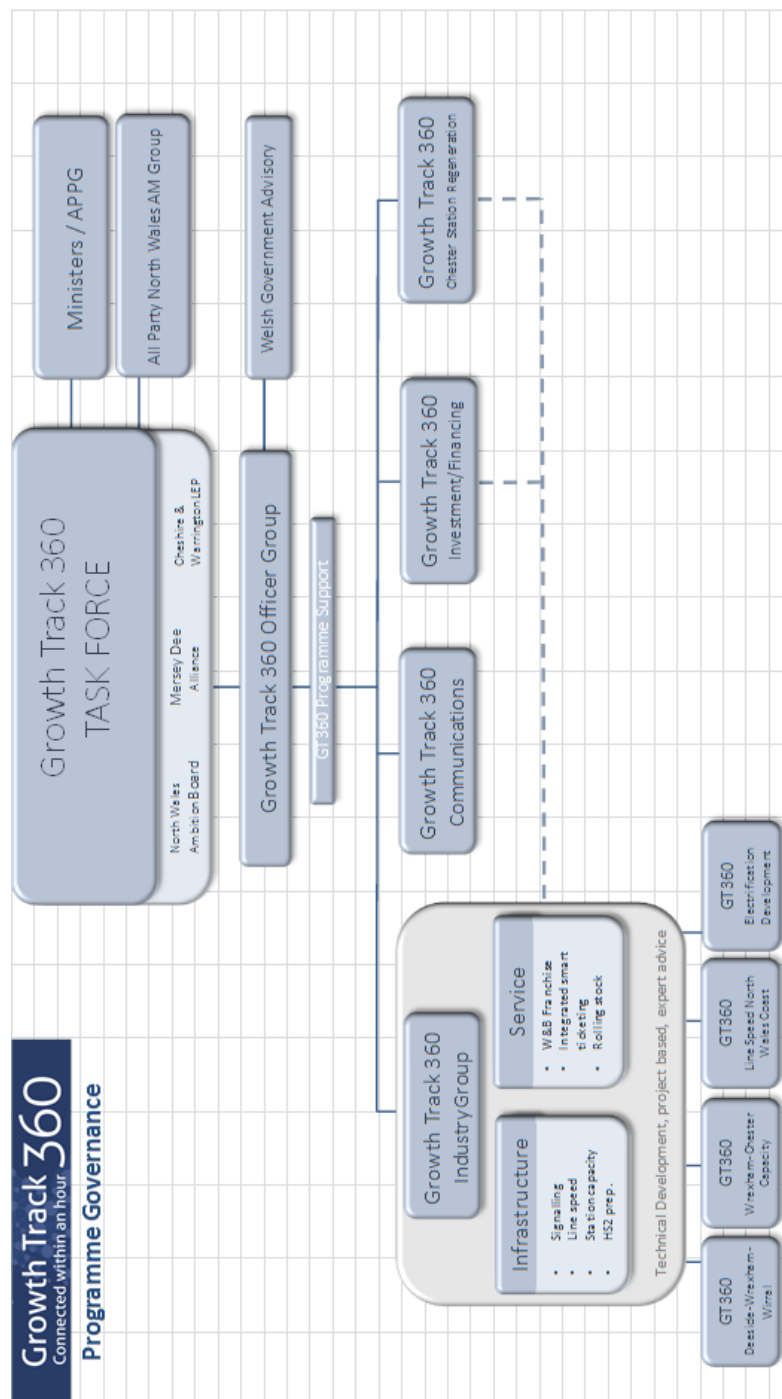 Growth Track 360
Connected within an hour
Programme Governance
Growth Track 360
TASK FORCE
North Wales
Ambition Board
Mersey Dee
Alliance
Cheshire &
Warrington LEP
Ministers / APPG
All Party North Wales AM Group
Growth Track 360 Officer Group
Welsh Government Advisory
GT360 Programme Support
Growth Track 360
IndustryGroup
Infrastructure
• Signalling
• Line speed
• Station capacity
• HS2 prep.
Service
• W&B Franchise
• Integrated smart
ticketing
• Rolling stock
Technical Development, project based, expert advice
Growth Track 360
Communications
Growth Track 360
Investment/Financing
Growth Track 360
Chester Station Regeneration
GT360
Deeside-Wrexham-
Wirral
GT360
Wrexham-Chester
Capacity
GT360
Line Speed North
Wales Coast
GT360
Electrification
Development